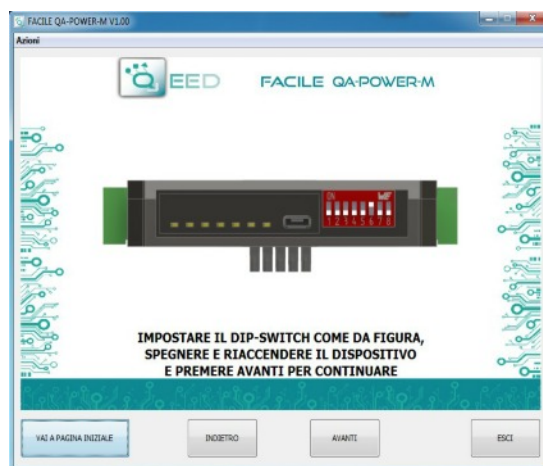 FACILE QA-POWER-M V1.00
Azioni
QEED
FACILE QA-POWER-M
ON
1 2 3 4 5 6 7 8
IMPOSTARE IL DIP-SWITCH COME DA FIGURA,
SPEGNERE E RIACCENDERE IL DISPOSITIVO
E PREMERE AVANTI PER CONTINUARE
VAI A PAGINA INIZIALE
INDIETRO
AVANTI
ESCI